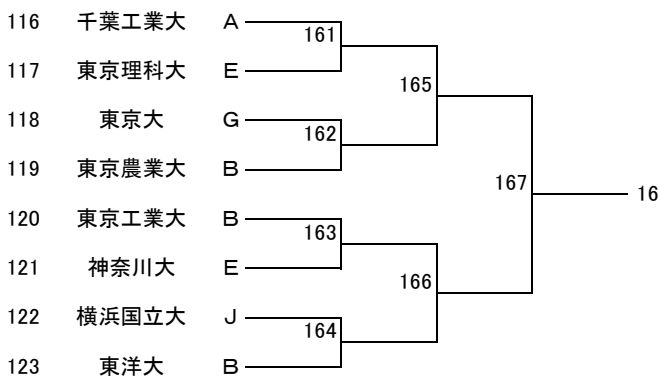 116 千葉工業大 A
161
117 東京理科大 E
165
118 東京大 G
162
119 東京農業大 B
167 16
120 東京工業大 B
163
121 神奈川大 E
166
122 横浜国立大 J
164
123 東洋大 B